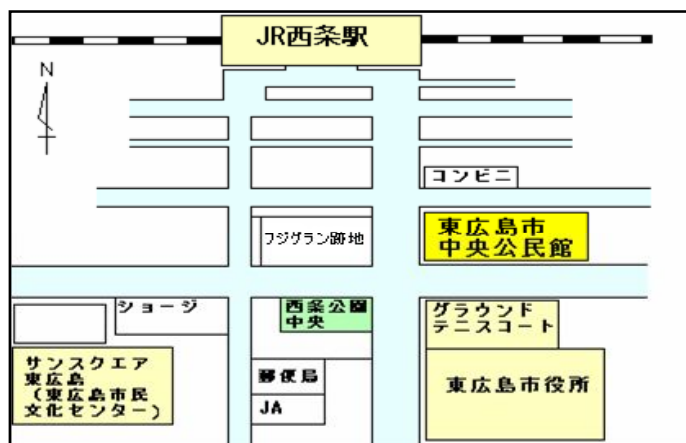 JR西条駅
N
コンビニ
フジグラン跡地
東広島市
中央公民館
ショージ
西条公園
中央
グラウンド
テニスコート
サンスクエア
東広島
（東広島市民
文化センター）
郵便局
JA
東広島市役所